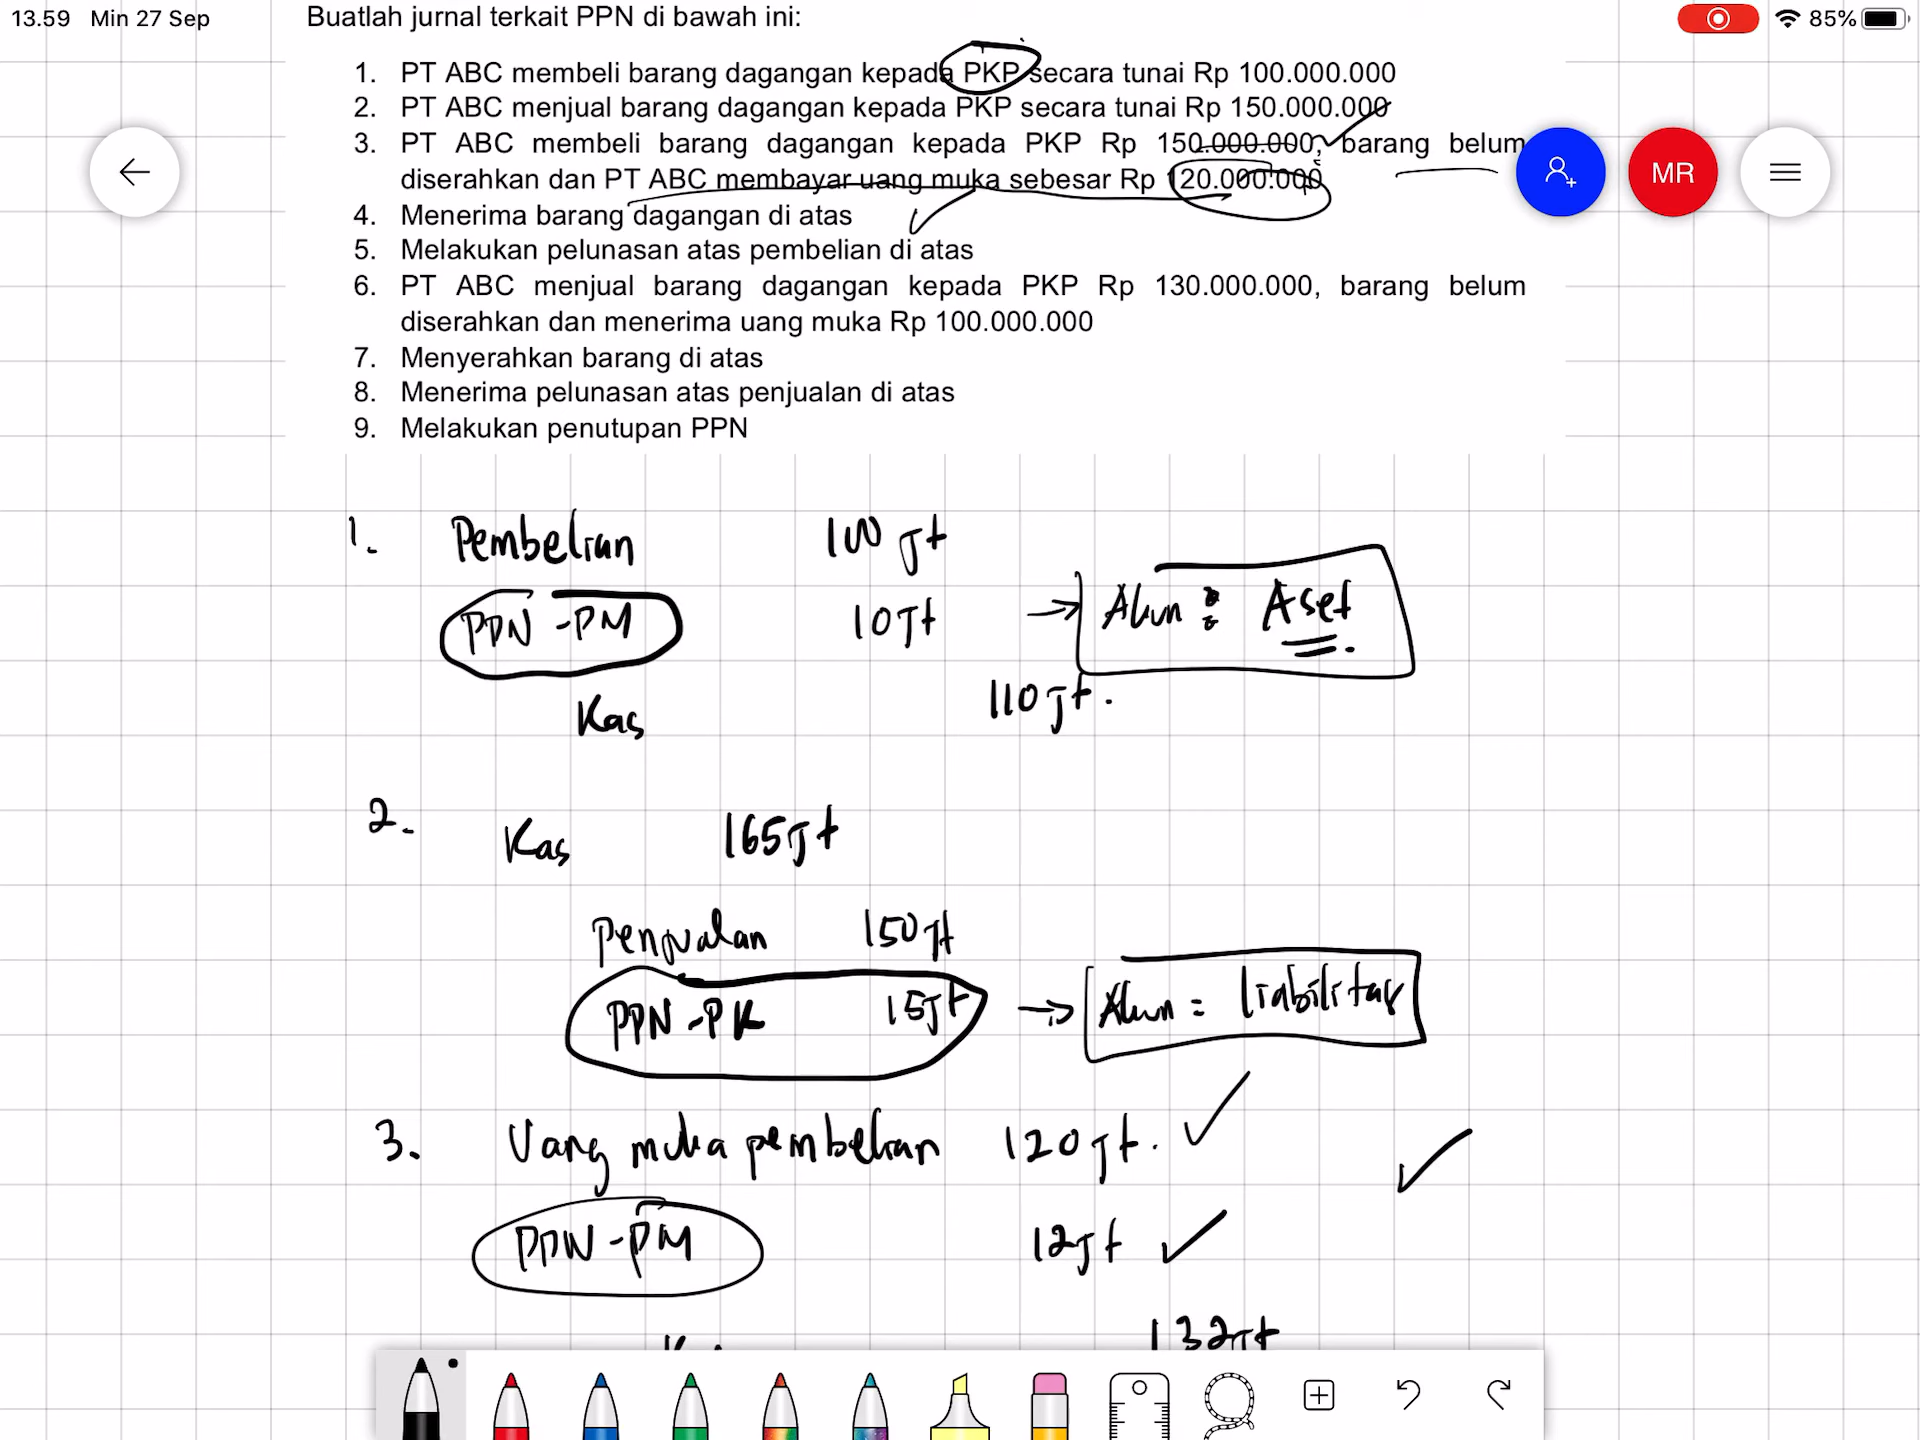 13.59 Min 27 Sep
85%
Buatlah jurnal terkait PPN di bawah ini:
1. PT ABC membeli barang dagangan kepada PKP secara tunai Rp 100.000.000
2. PT ABC menjual barang dagangan kepada PKP secara tunai Rp 150.000.000
3. PT ABC membeli barang dagangan kepada PKP Rp 150.000.000, barang belum
diserahkan dan PT ABC membayar uang muka sebesar Rp 120.000.000
4. Menerima barang dagangan di atas
5. Melakukan pelunasan atas pembelian di atas
6. PT ABC menjual barang dagangan kepada PKP Rp 130.000.000, barang belum
diserahkan dan menerima uang muka Rp 100.000.000
7. Menyerahkan barang di atas
8. Menerima pelunasan atas penjualan di atas
9. Melakukan penutupan PPN
MR
1. Pembelian 100 Jt
PPN - PM 10 Jt → Akun : Aset
Kas 110 Jt.
2. Kas 165 Jt
Penjualan 150 Jt
PPN - PK 15 Jt → Akun = liabilitas
3. Uang muka pembelian 120 Jt.
PPN - PM 12 Jt
132 Jt